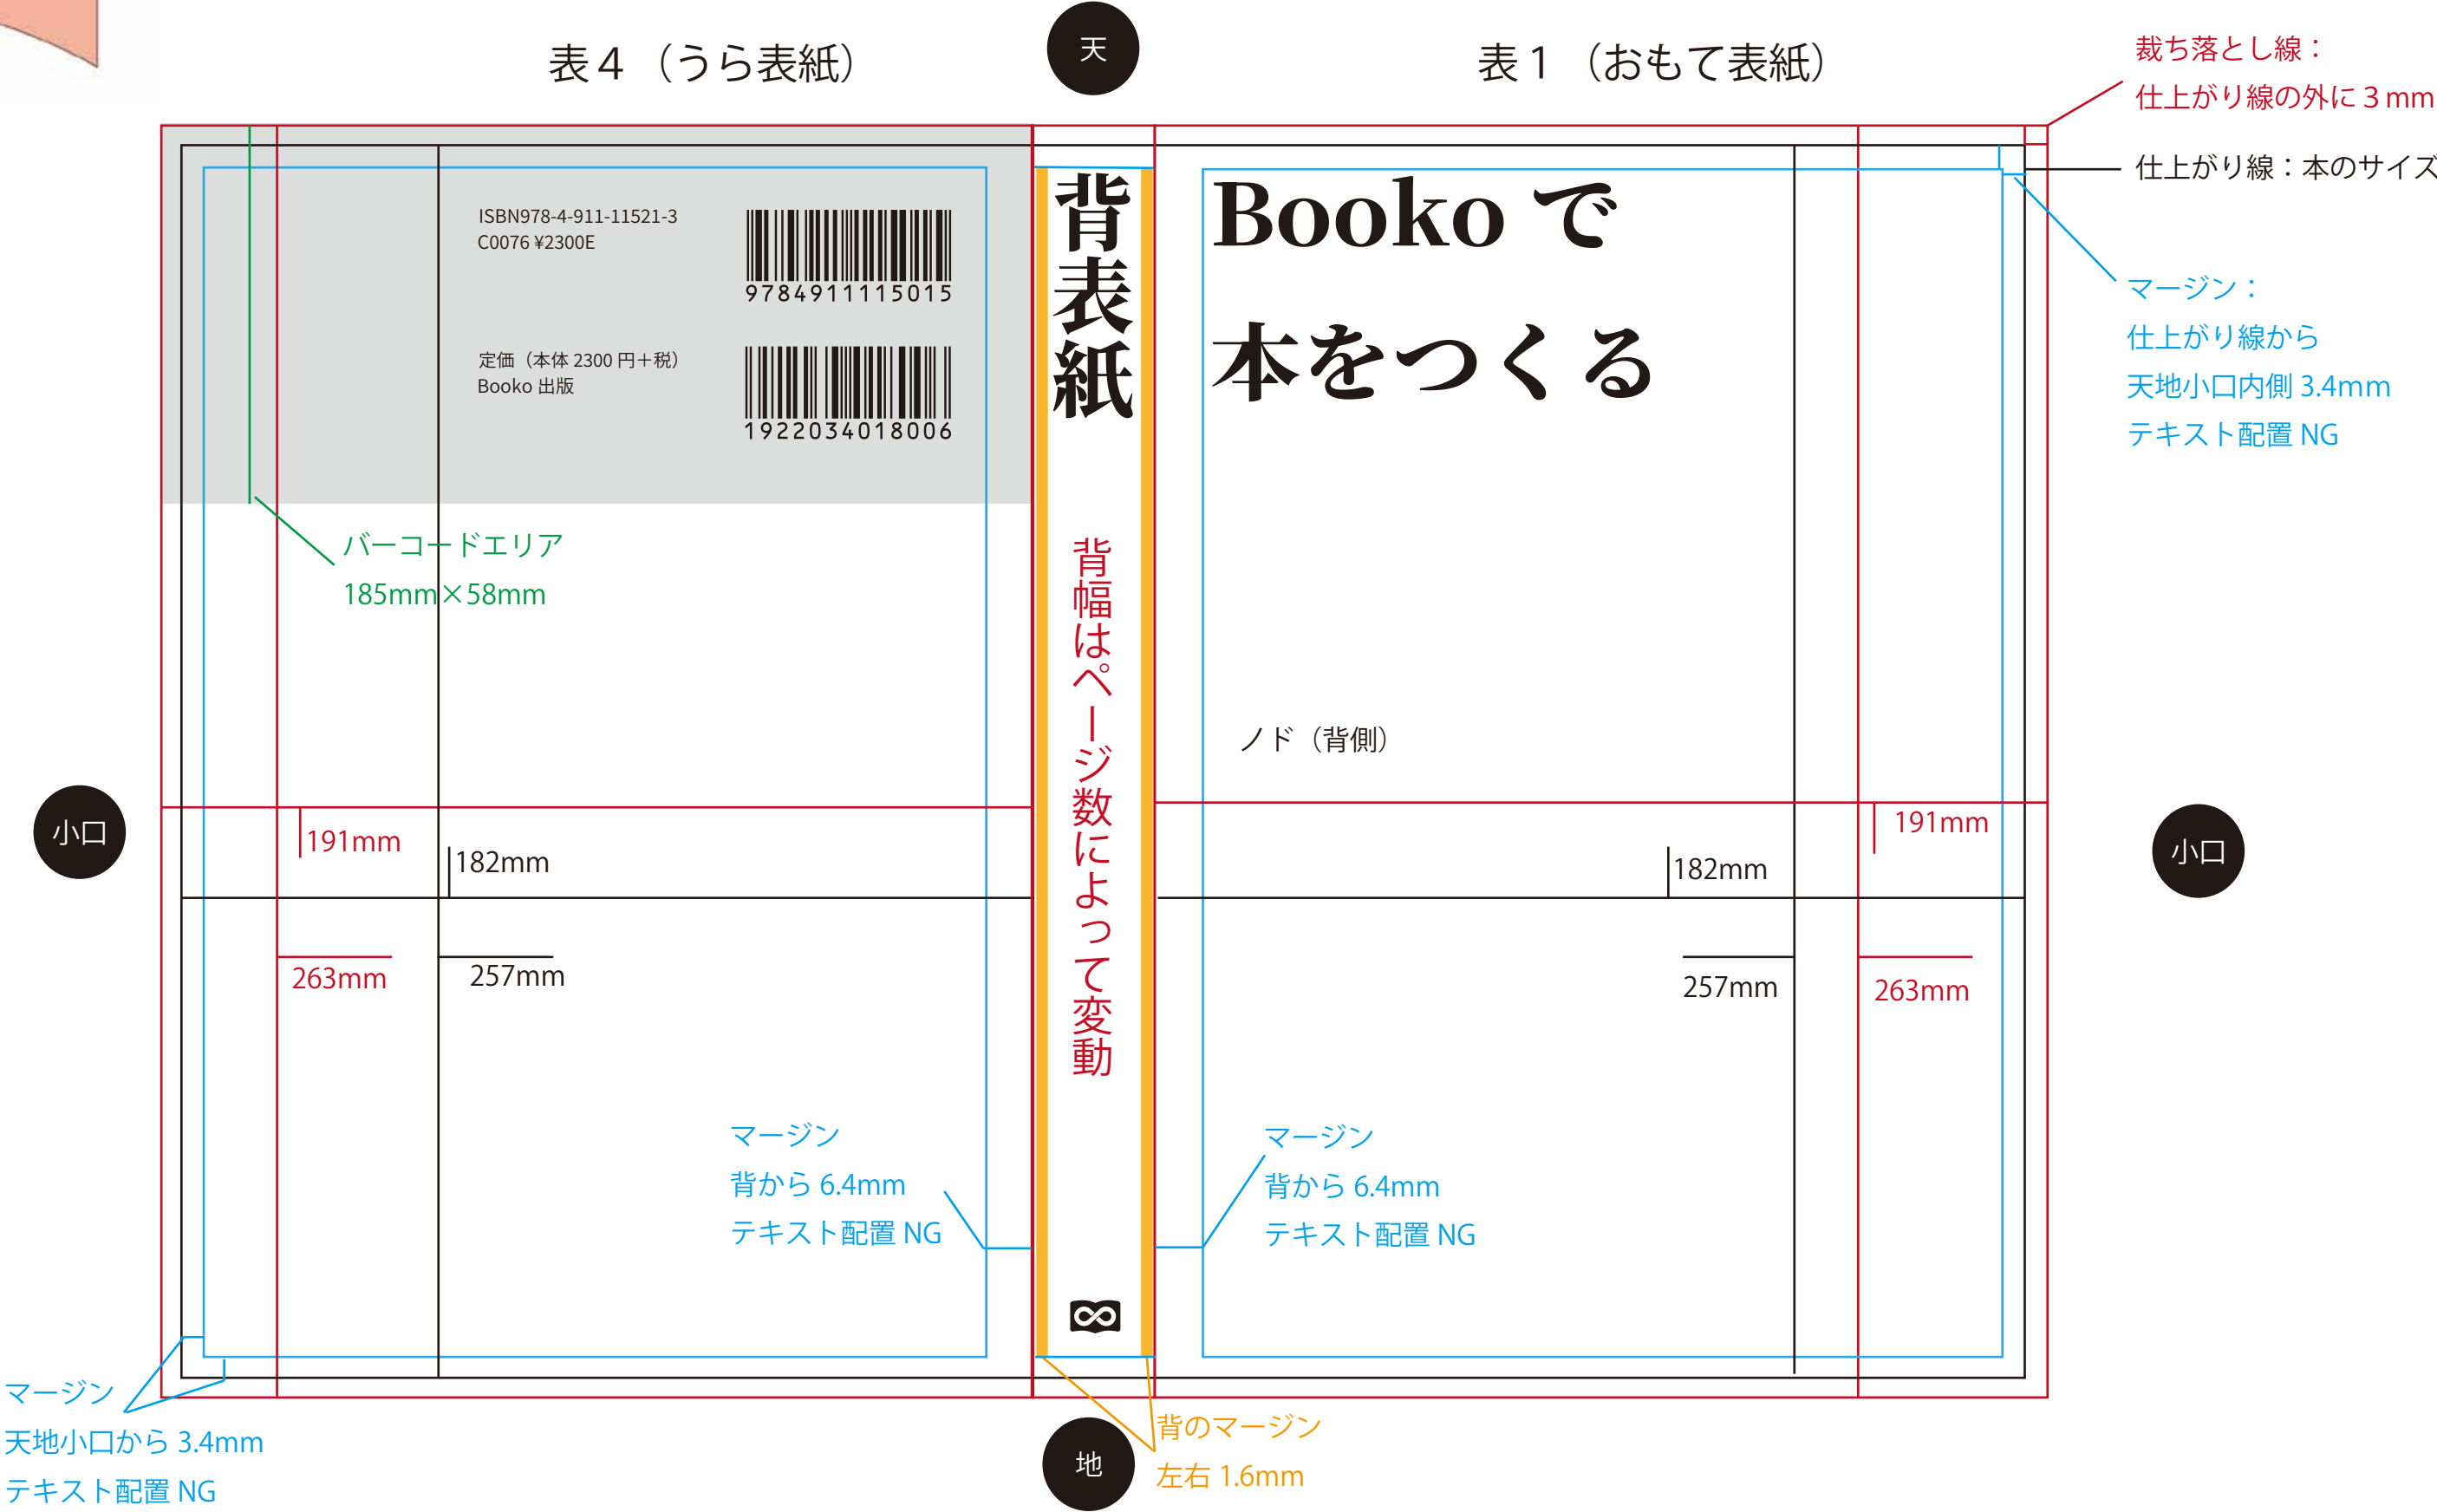 表４（うら表紙）
天
表１（おもて表紙）
裁ち落とし線：
仕上がり線の外に３mm
仕上がり線：本のサイズ
マージン：
仕上がり線から
天地小口内側 3.4mm
テキスト配置 NG
ISBN978-4-911-11521-3
C0076 ¥2300E
9784911115015
定価（本体 2300 円＋税）
Booko 出版
1922034018006
バーコードエリア
185mm×58mm
背表紙
背幅はページ数によって変動
Booko で
本をつくる
ノド（背側）
小口
191mm
182mm
263mm
257mm
182mm
191mm
257mm
263mm
小口
マージン
背から 6.4mm
テキスト配置 NG
マージン
背から 6.4mm
テキスト配置 NG
マージン
天地小口から 3.4mm
テキスト配置 NG
地
背のマージン
左右 1.6mm